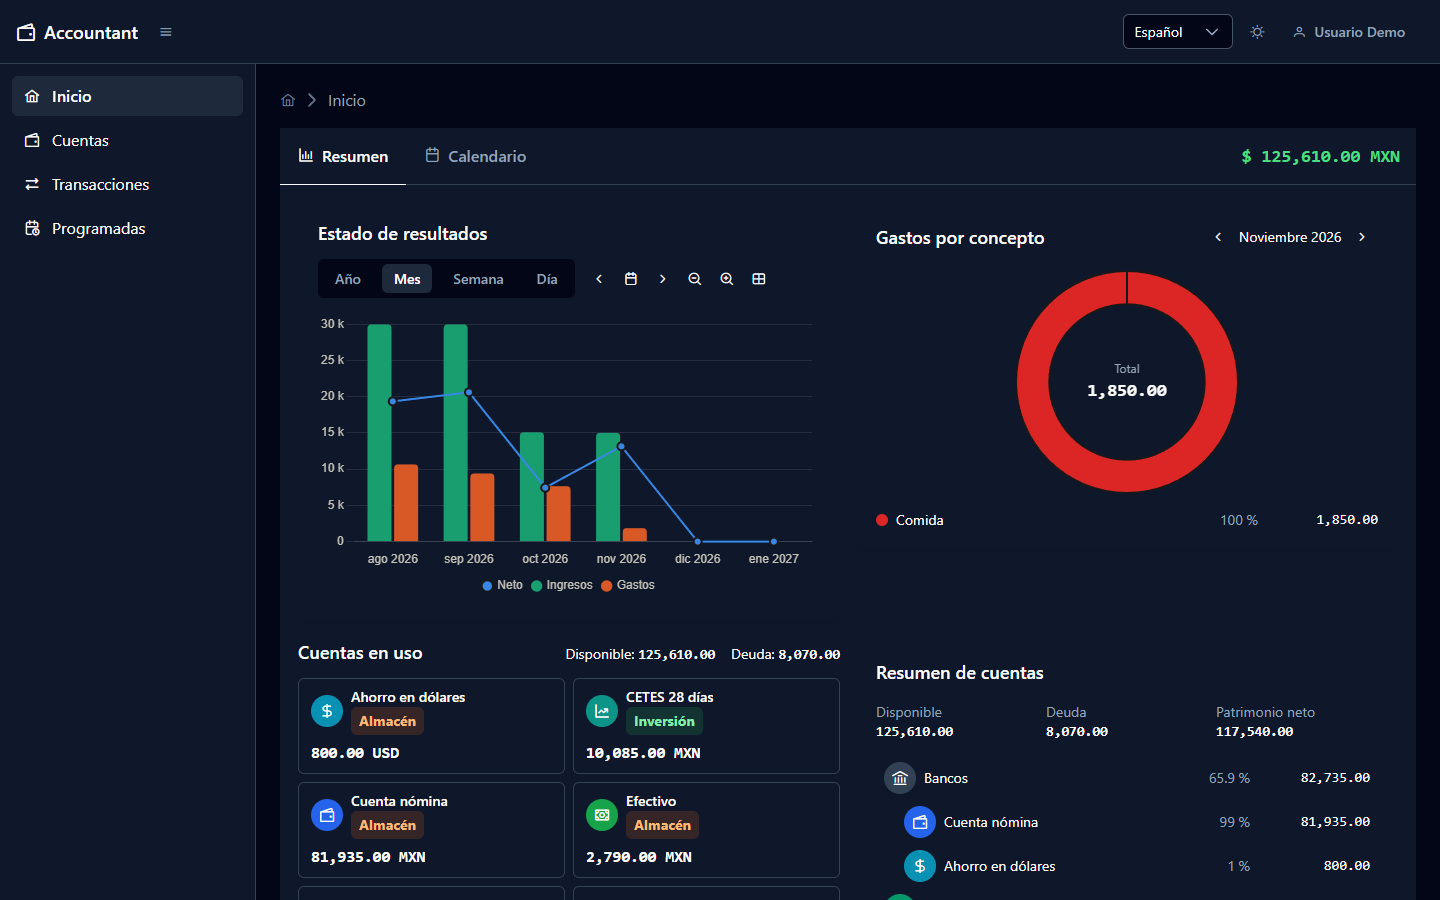 Accountant
Español
Usuario Demo
Inicio
Cuentas
Transacciones
Programadas
Inicio
Resumen
Calendario
$ 125,610.00 MXN
Estado de resultados
Año Mes Semana Día
30 k
25 k
20 k
15 k
10 k
5 k
0
ago 2026 sep 2026 oct 2026 nov 2026 dic 2026 ene 2027
Neto Ingresos Gastos
Gastos por concepto
Noviembre 2026
Total
1,850.00
Comida 100 % 1,850.00
Cuentas en uso
Disponible: 125,610.00 Deuda: 8,070.00
Ahorro en dólares
Almacén
800.00 USD
CETES 28 días
Inversión
10,085.00 MXN
Cuenta nómina
Almacén
81,935.00 MXN
Efectivo
Almacén
2,790.00 MXN
Resumen de cuentas
Disponible Deuda Patrimonio neto
125,610.00 8,070.00 117,540.00
Bancos 65.9 % 82,735.00
Cuenta nómina 99 % 81,935.00
Ahorro en dólares 1 % 800.00